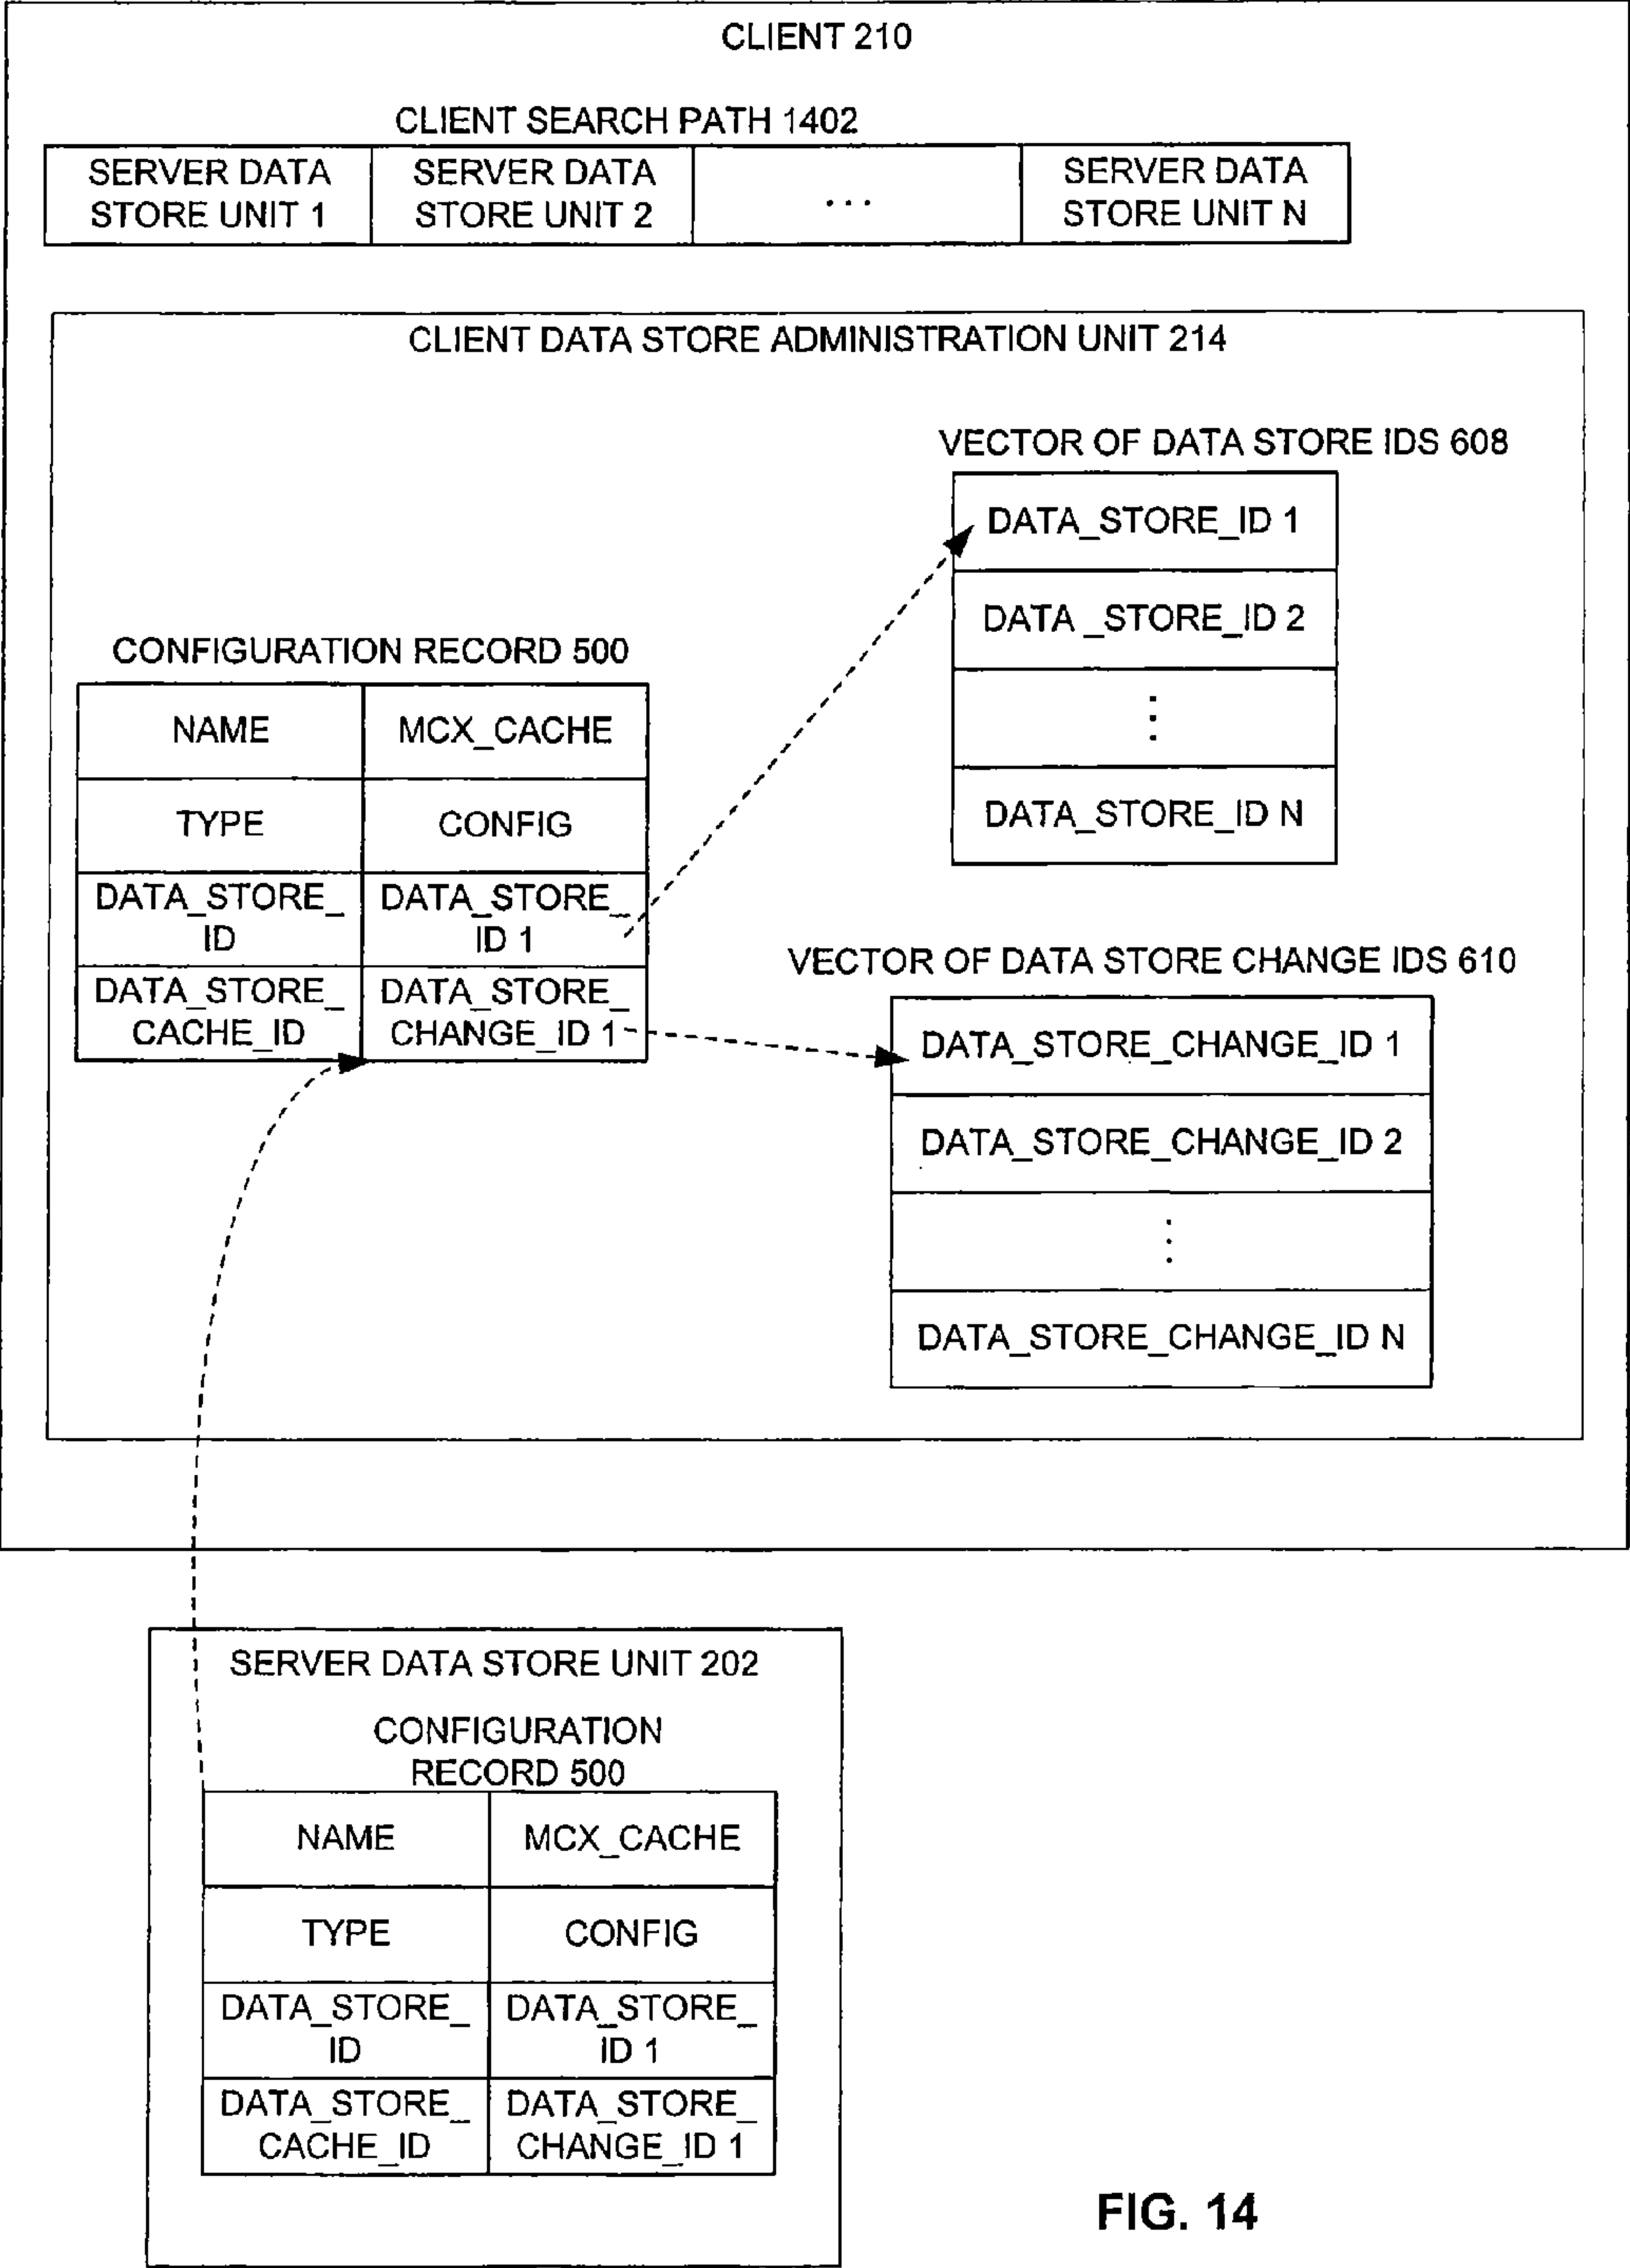 CLIENT 210
CLIENT SEARCH PATH 1402
SERVER DATA
STORE UNIT 1
SERVER DATA
STORE UNIT 2
...
SERVER DATA
STORE UNIT N
CLIENT DATA STORE ADMINISTRATION UNIT 214
VECTOR OF DATA STORE IDS 608
DATA_STORE_ID 1
DATA _STORE_ID 2
⋮
DATA_STORE_ID N
CONFIGURATION RECORD 500
NAME
MCX_CACHE
TYPE
CONFIG
DATA_STORE_
ID
DATA_STORE_
ID 1
DATA_STORE_
CACHE_ID
DATA_STORE_
CHANGE_ID 1
VECTOR OF DATA STORE CHANGE IDS 610
DATA_STORE_CHANGE_ID 1
DATA_STORE_CHANGE_ID 2
⋮
DATA_STORE_CHANGE_ID N
SERVER DATA STORE UNIT 202
CONFIGURATION
RECORD 500
NAME
MCX_CACHE
TYPE
CONFIG
DATA_STORE_
ID
DATA_STORE_
ID 1
DATA_STORE_
CACHE_ID
DATA_STORE_
CHANGE_ID 1
FIG. 14